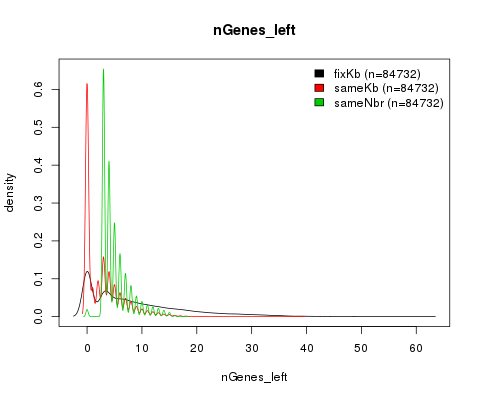 nGenes_left
fixKb (n=84732)
sameKb (n=84732)
sameNbr (n=84732)
density
0.6
0.5
0.4
0.3
0.2
0.1
0.0
0 10 20 30 40 50 60
nGenes_left